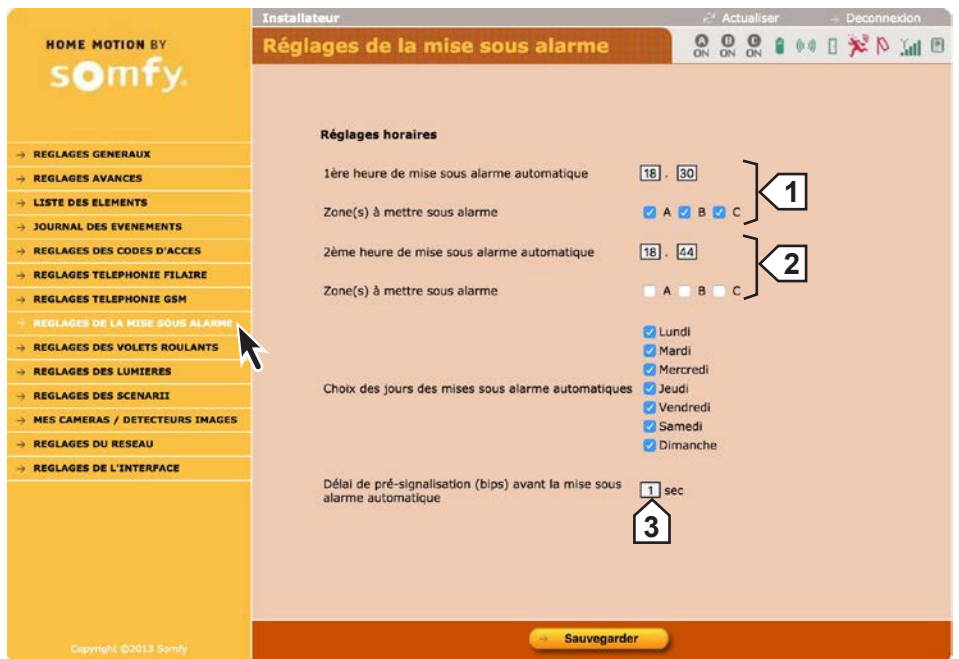 Installateur
Actualiser
Deconnexion
HOME MOTION BY
somfy.
Réglages de la mise sous alarme
A B C
ON ON ON
→ REGLAGES GENERAUX
→ REGLAGES AVANCES
→ LISTE DES ELEMENTS
→ JOURNAL DES EVENEMENTS
→ REGLAGES DES CODES D'ACCES
→ REGLAGES TELEPHONIE FILAIRE
→ REGLAGES TELEPHONIE GSM
→ REGLAGES DE LA MISE SOUS ALARME
→ REGLAGES DES VOLETS ROULANTS
→ REGLAGES DES LUMIERES
→ REGLAGES DES SCENARII
→ MES CAMERAS / DETECTEURS IMAGES
→ REGLAGES DU RESEAU
→ REGLAGES DE L'INTERFACE
Copyright ©2013 Somfy
Réglages horaires
1ère heure de mise sous alarme automatique 18 . 30
Zone(s) à mettre sous alarme A B C
1
2ème heure de mise sous alarme automatique 18 . 44
Zone(s) à mettre sous alarme A B C
2
Choix des jours des mises sous alarme automatiques
Lundi
Mardi
Mercredi
Jeudi
Vendredi
Samedi
Dimanche
Délai de pré-signalisation (bips) avant la mise sous
alarme automatique
1 sec
3
Sauvegarder